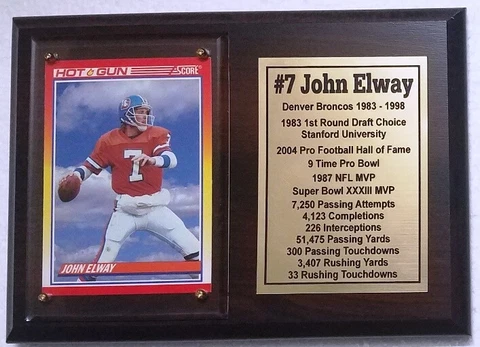 HOT GUN SCORE
7
JOHN ELWAY
#7 John Elway
Denver Broncos 1983 - 1998
1983 1st Round Draft Choice
Stanford University
2004 Pro Football Hall of Fame
9 Time Pro Bowl
1987 NFL MVP
Super Bowl XXXIII MVP
7,250 Passing Attempts
4,123 Completions
226 Interceptions
51,475 Passing Yards
300 Passing Touchdowns
3,407 Rushing Yards
33 Rushing Touchdowns